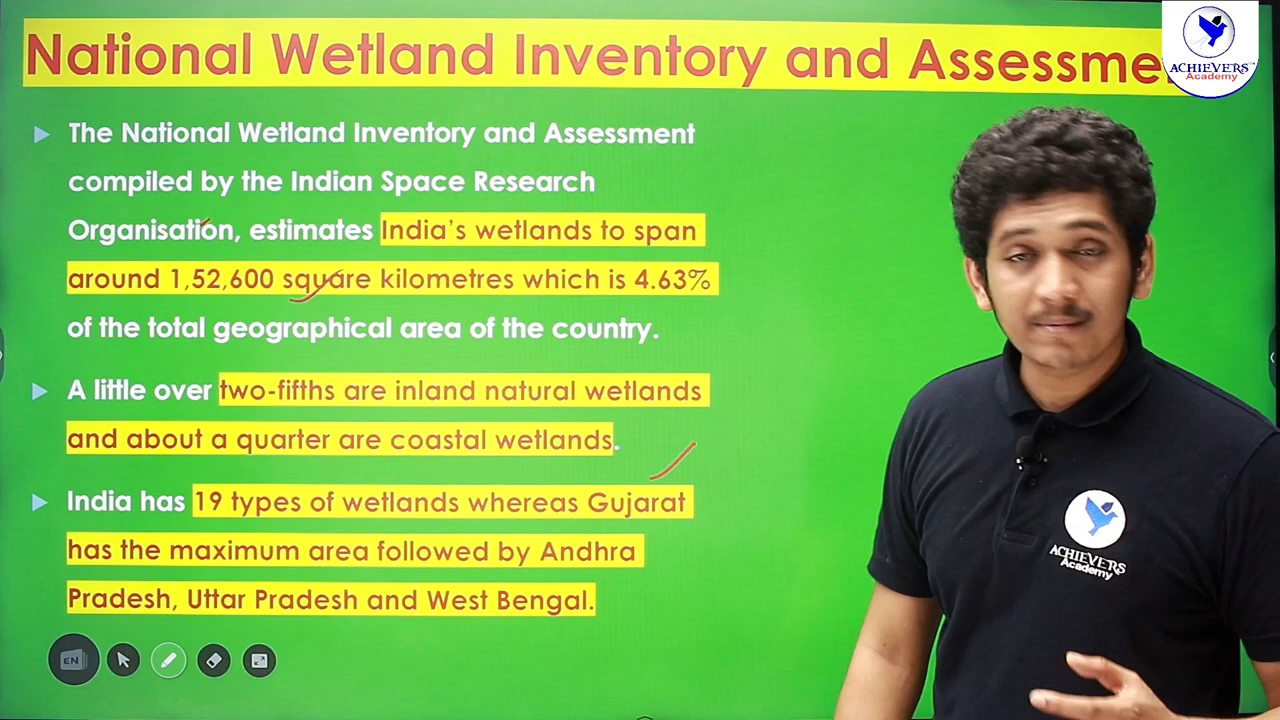 National Wetland Inventory and Assessme
ACHIEVERS
Academy
The National Wetland Inventory and Assessment
compiled by the Indian Space Research
Organisation, estimates India's wetlands to span
around 1,52,600 square kilometres which is 4.63%
of the total geographical area of the country.
A little over two-fifths are inland natural wetlands
and about a quarter are coastal wetlands.
India has 19 types of wetlands whereas Gujarat
has the maximum area followed by Andhra
Pradesh, Uttar Pradesh and West Bengal.
EN
ACHIEVERS
Academy